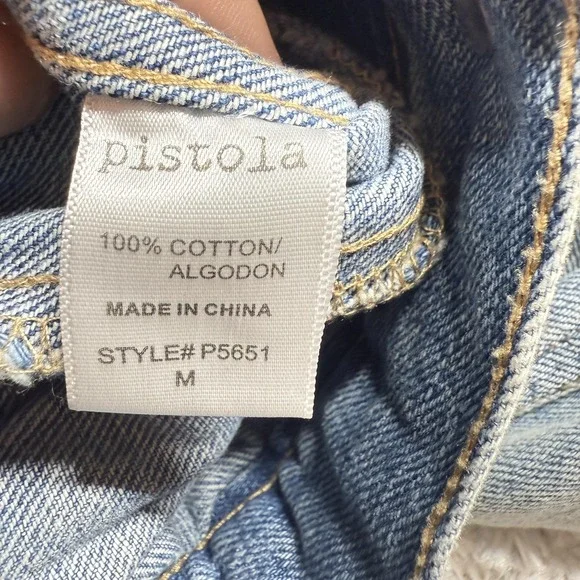 pistola
100% COTTON/
ALGODON
MADE IN CHINA
STYLE# P5651
M